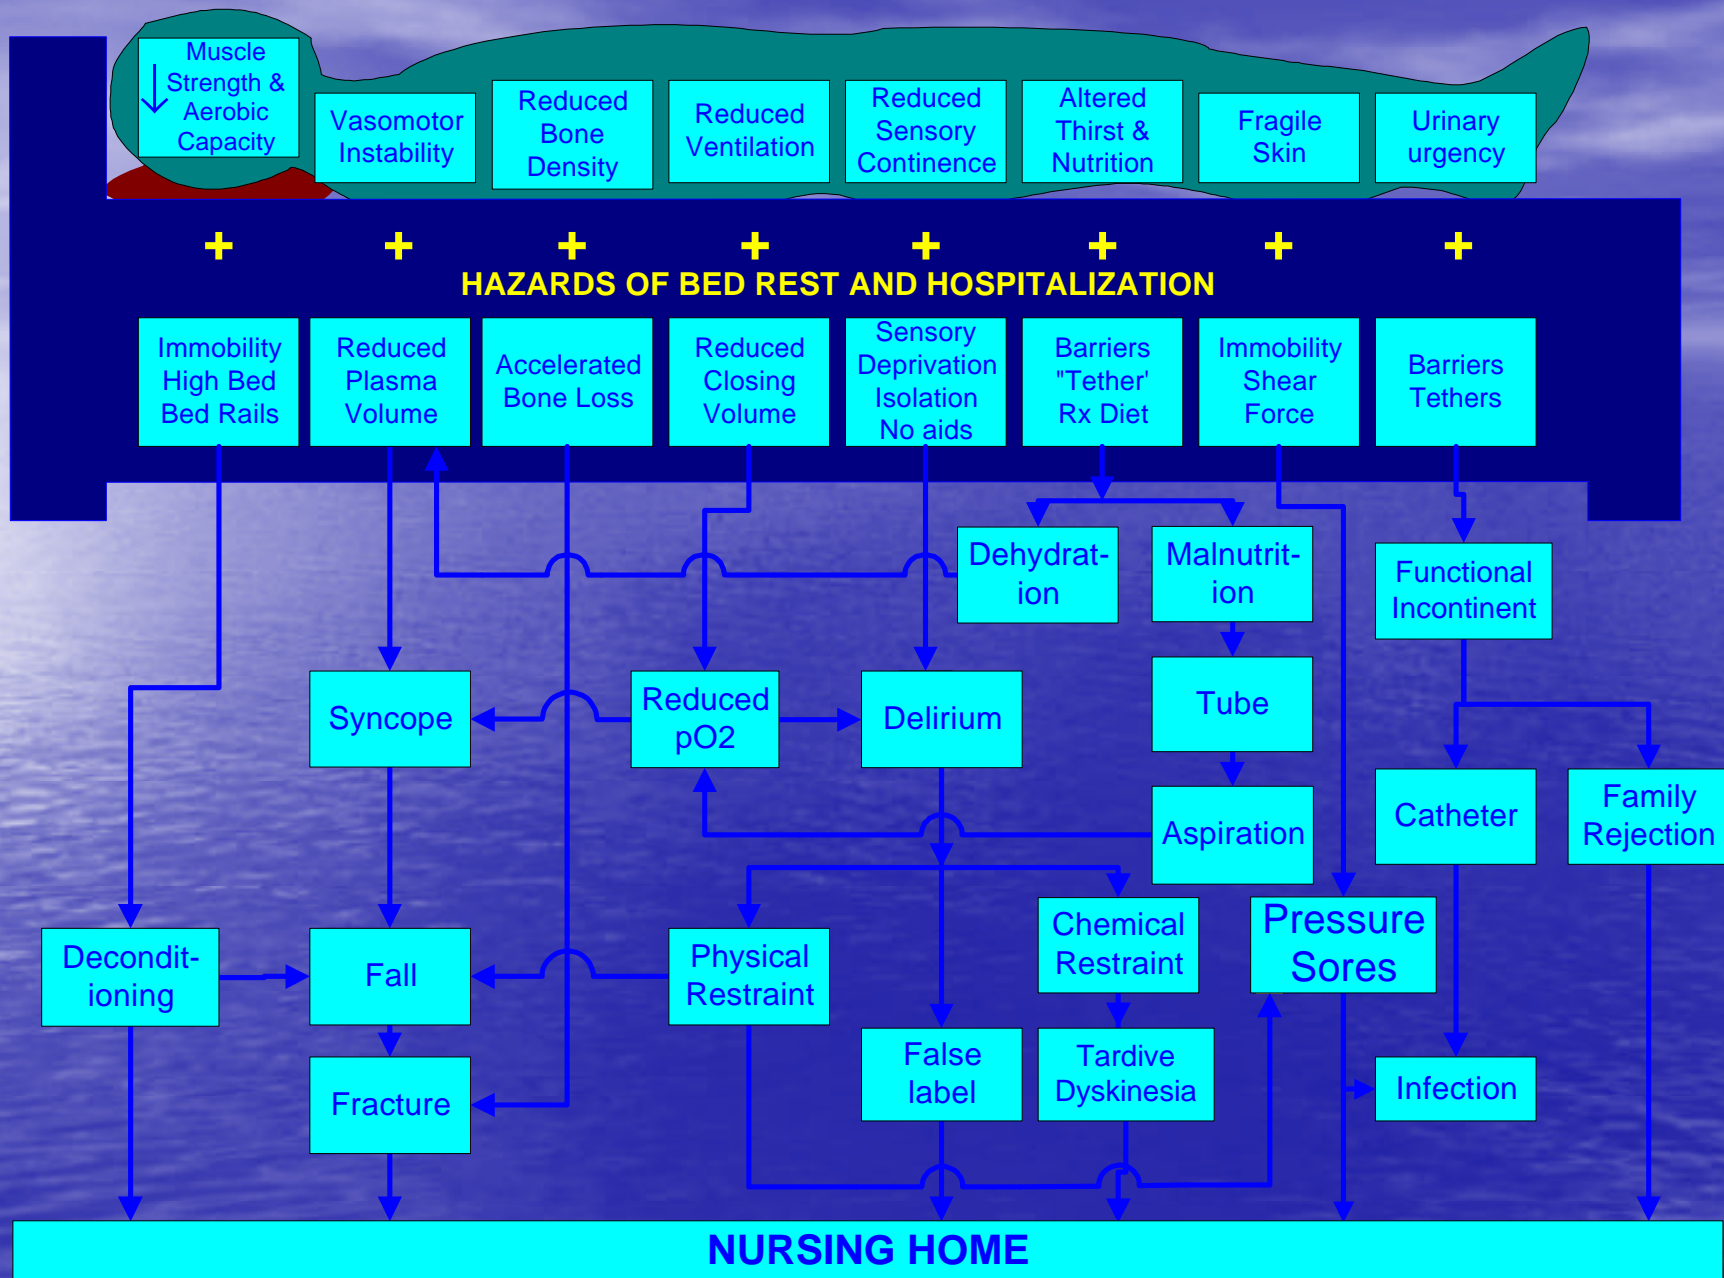 Muscle
Strength &
Aerobic
Capacity
Vasomotor
Instability
Reduced
Bone
Density
Reduced
Ventilation
Reduced
Sensory
Continence
Altered
Thirst &
Nutrition
Fragile
Skin
Urinary
urgency
+ + + + + + + +
HAZARDS OF BED REST AND HOSPITALIZATION
Immobility
High Bed
Bed Rails
Reduced
Plasma
Volume
Accelerated
Bone Loss
Reduced
Closing
Volume
Sensory
Deprivation
Isolation
No aids
Barriers
"Tether'
Rx Diet
Immobility
Shear
Force
Barriers
Tethers
Dehydrat-
ion
Malnutrit-
ion
Functional
Incontinent
Syncope
Reduced
pO2
Delirium
Tube
Aspiration
Catheter
Family
Rejection
Decondit-
ioning
Fall
Physical
Restraint
Chemical
Restraint
Pressure
Sores
Fracture
False
label
Tardive
Dyskinesia
Infection
NURSING HOME